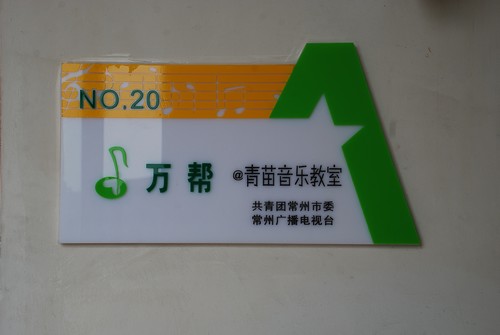 NO.20
万帮 @青苗音乐教室
共青团常州市委
常州广播电视台